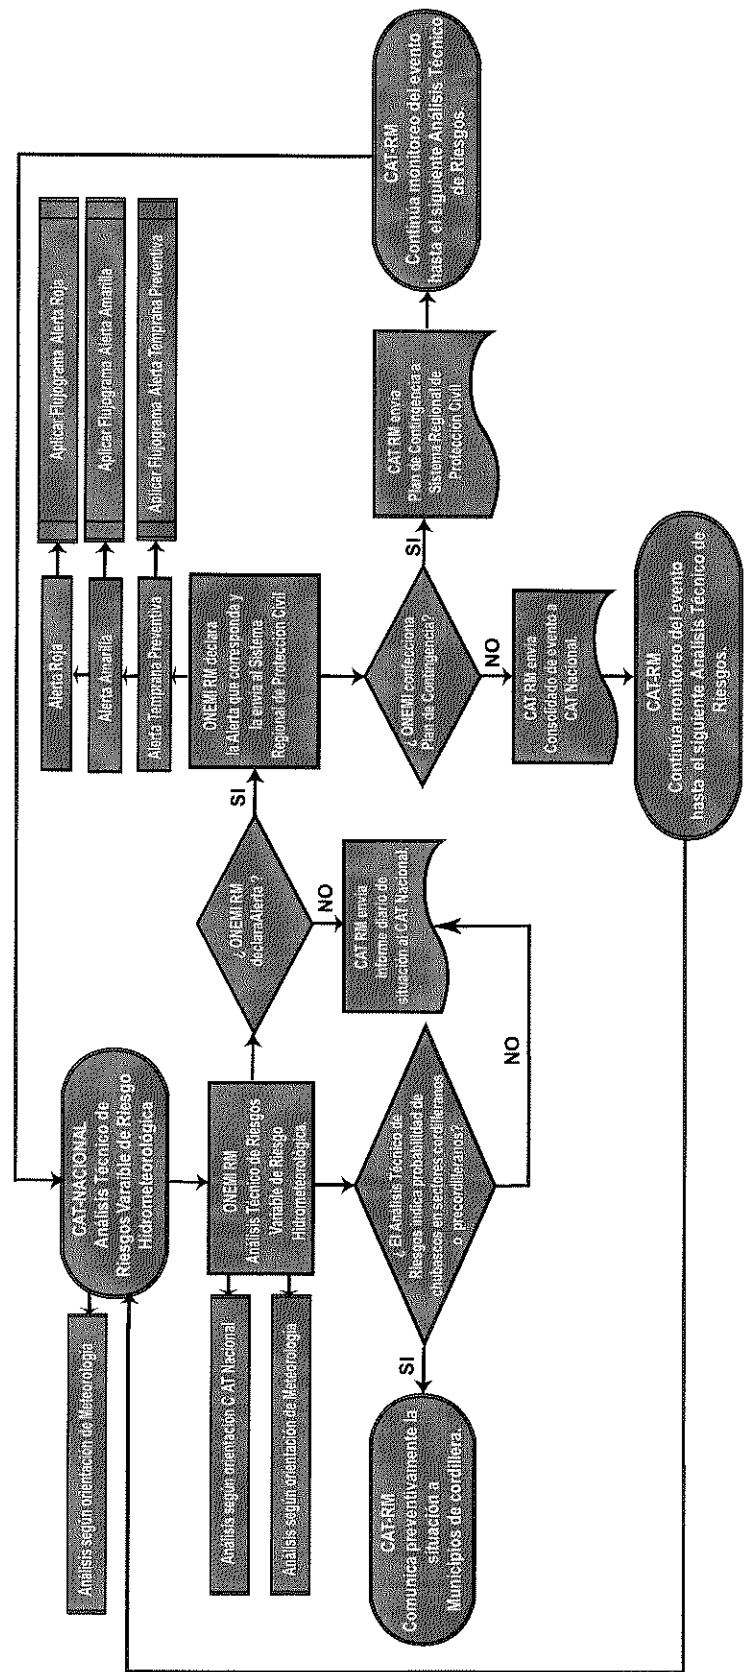 CAT-NACIONAL
Análisis Técnico de
Riesgos Varaible de Riesgo
Hidrometeorológica
Análisis según orientación de Meteorología
ONEMI RM
Análisis Técnico de Riesgos
Variable de Riesgo
Hidrometeorológica
Análisis según orientación C AT Nacional
Análisis según orientación de Meteorología
¿El Análisis Técnico de
Riesgos indica probabilidad de
chubascos en sectores cordilleranos
o precordilleranos?
SI
CAT-RM
Comunica preventivamente la
situación a
Municipios de cordillera.
NO
¿ONEMI RM
declaraAlerta ?
NO
CAT RM envía
informe diario de
situación al CAT Nacional.
SI
ONEMI RM declara
la Alerta que corresponda y
la envía al Sistema
Regional de Protección Civil
Alerta Roja
Alerta Amarilla
Alerta Temprana Preventiva
Aplicar Flujograma Alerta Roja
Aplicar Flujograma Alerta Amarilla
Aplicar Flujograma Alerta Temprana Preventiva
¿ONEMI confecciona
Plan de Contingencia?
SI
CAT RM envía
Plan de Contingencia a
Sistema Regional de
Protección Civil
CAT-RM
Continúa monitoreo del evento
hasta el siguiente Análisis Técnico
de Riesgos.
NO
CAT RM envía
Consolidado de evento a
CAT Nacional.
CAT-RM
Continúa monitoreo del evento
hasta el siguiente Análisis Técnico de
Riesgos.